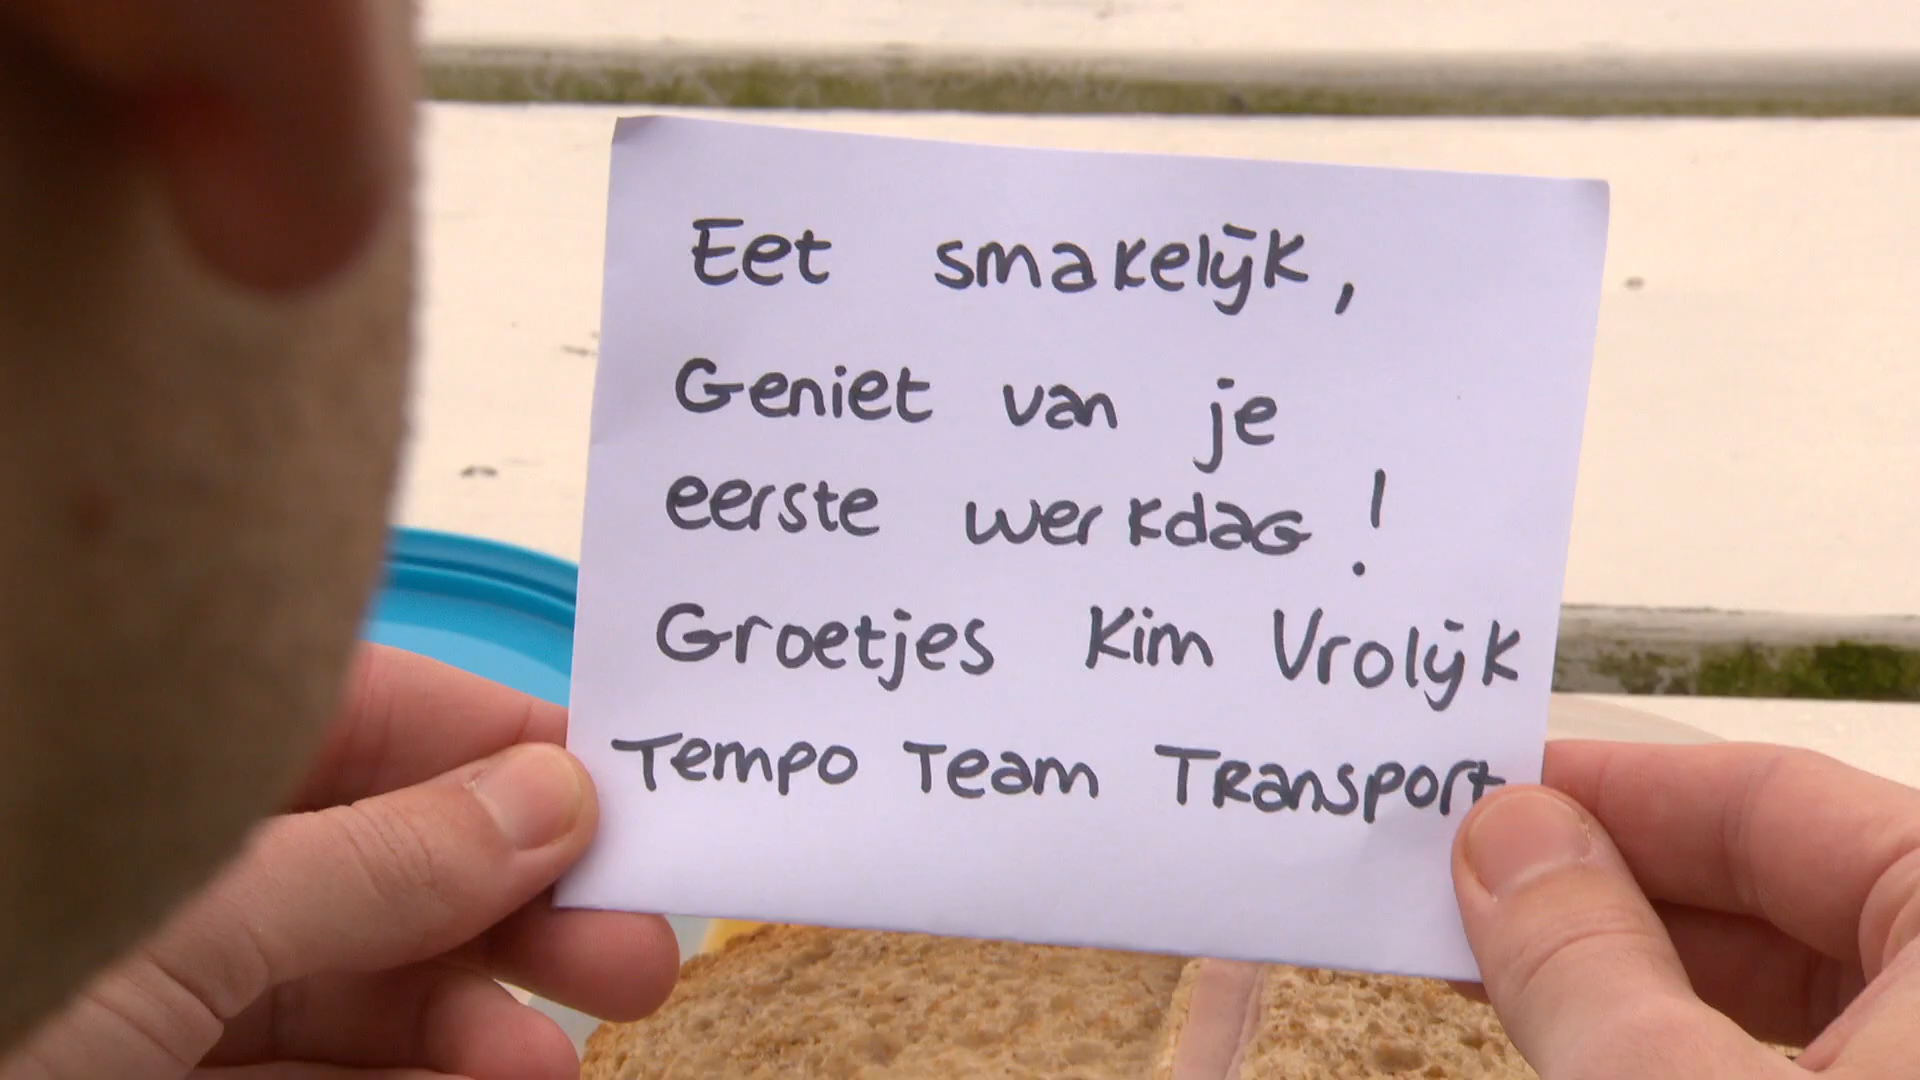 Eet smakelijk,
Geniet van je
eerste werkdag!
Groetjes Kim Vrolijk
Tempo Team Transport